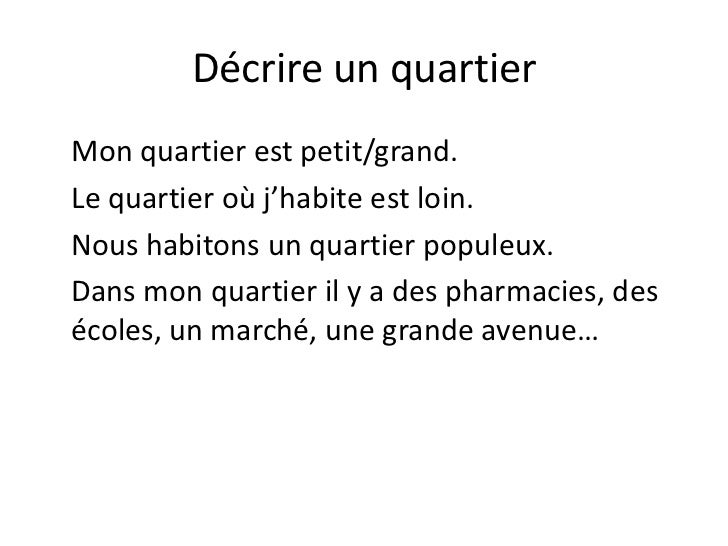 Décrire un quartier
Mon quartier est petit/grand.
Le quartier où j’habite est loin.
Nous habitons un quartier populeux.
Dans mon quartier il y a des pharmacies, des
écoles, un marché, une grande avenue…